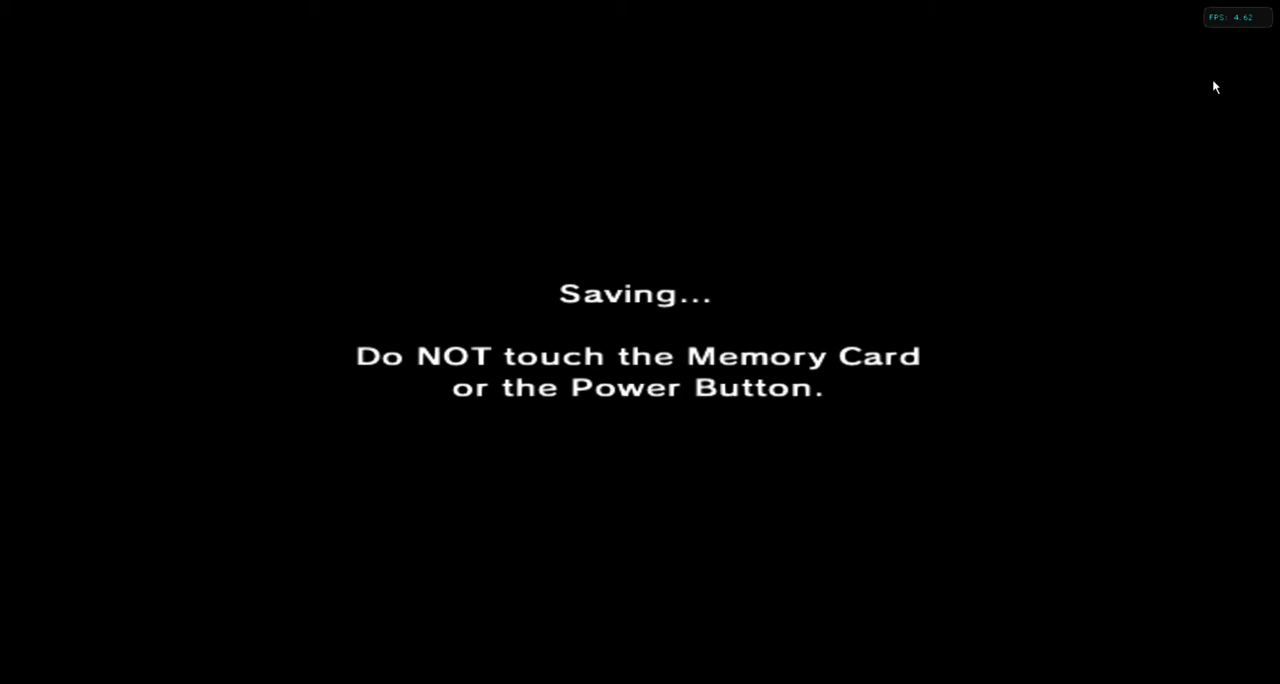 FPS: 4.62
Saving...
Do NOT touch the Memory Card
or the Power Button.